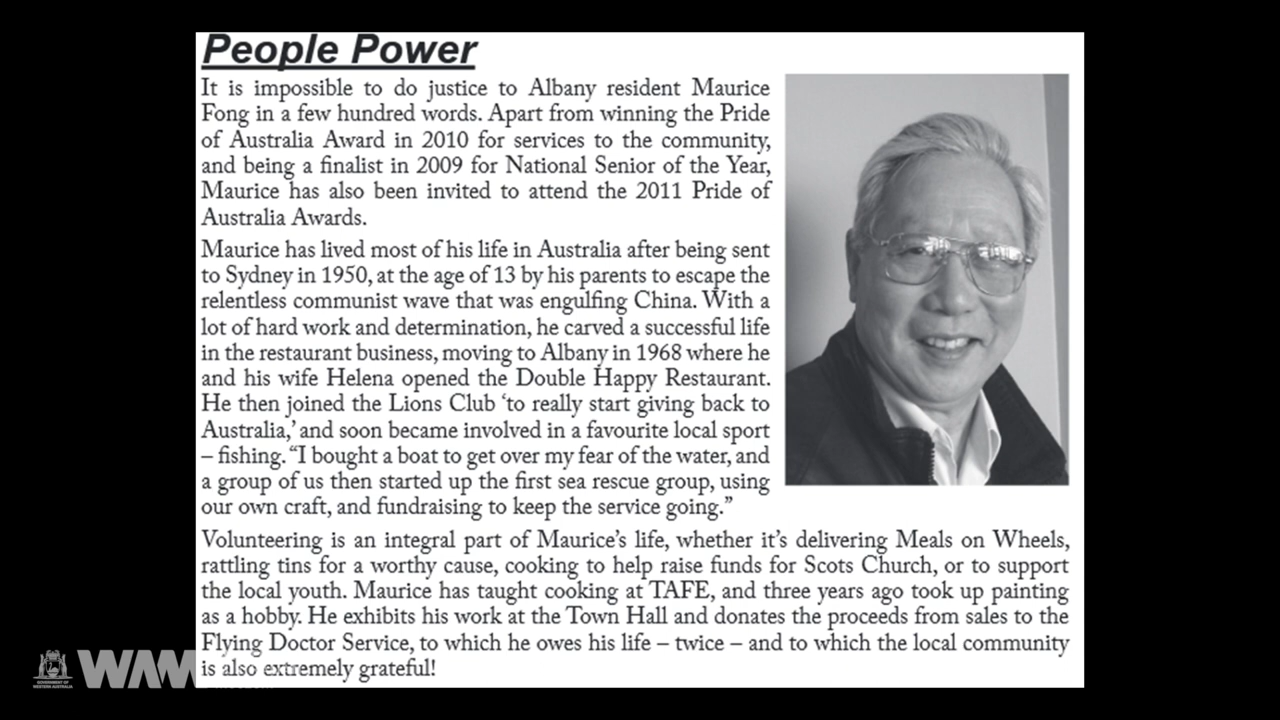 People Power
It is impossible to do justice to Albany resident Maurice
Fong in a few hundred words. Apart from winning the Pride
of Australia Award in 2010 for services to the community,
and being a finalist in 2009 for National Senior of the Year,
Maurice has also been invited to attend the 2011 Pride of
Australia Awards.
Maurice has lived most of his life in Australia after being sent
to Sydney in 1950, at the age of 13 by his parents to escape the
relentless communist wave that was engulfing China. With a
lot of hard work and determination, he carved a successful life
in the restaurant business, moving to Albany in 1968 where he
and his wife Helena opened the Double Happy Restaurant.
He then joined the Lions Club ‘to really start giving back to
Australia,’ and soon became involved in a favourite local sport
– fishing. “I bought a boat to get over my fear of the water, and
a group of us then started up the first sea rescue group, using
our own craft, and fundraising to keep the service going.”
Volunteering is an integral part of Maurice’s life, whether it’s delivering Meals on Wheels,
rattling tins for a worthy cause, cooking to help raise funds for Scots Church, or to support
the local youth. Maurice has taught cooking at TAFE, and three years ago took up painting
as a hobby. He exhibits his work at the Town Hall and donates the proceeds from sales to the
Flying Doctor Service, to which he owes his life – twice – and to which the local community
is also extremely grateful!
GOVERNMENT OF
WESTERN AUSTRALIA
WAM